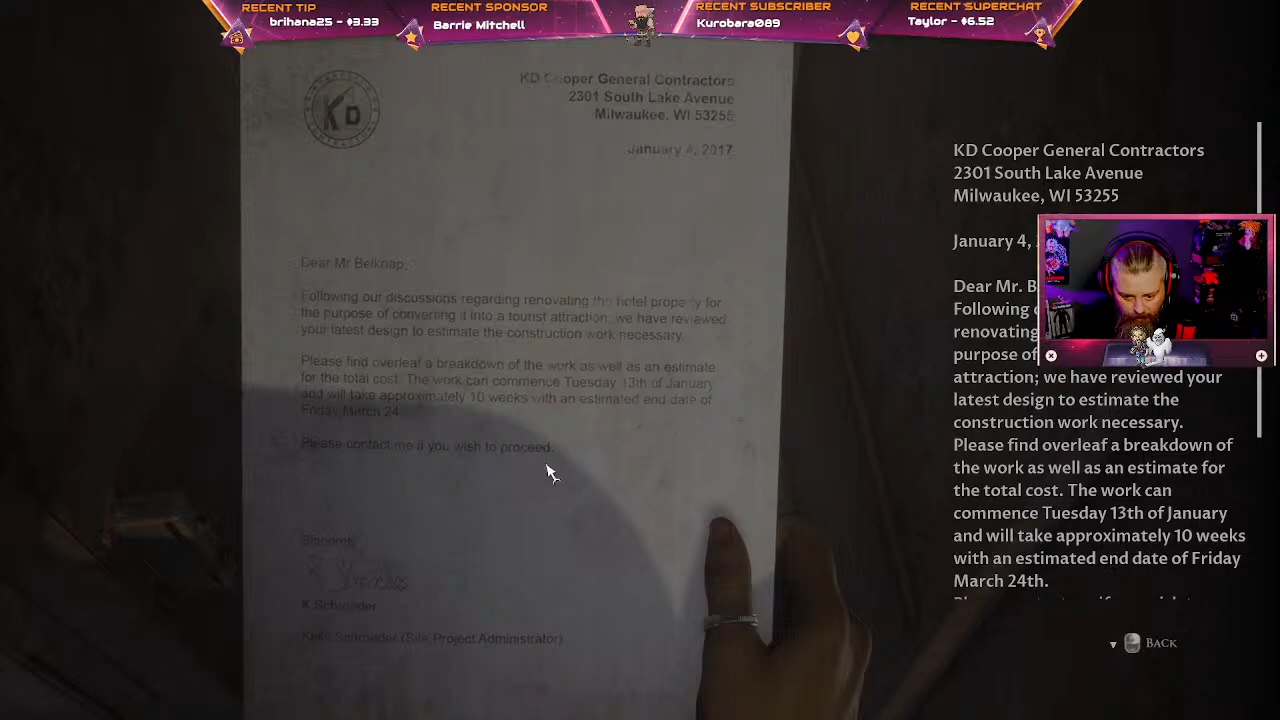 RECENT TIP
brihana25 - $3.33
RECENT SPONSOR
Barrie Mitchell
RECENT SUBSCRIBER
Kurobara089
RECENT SUPERCHAT
Taylor - $6.52
KD
KD Cooper General Contractors
2301 South Lake Avenue
Milwaukee, WI 53255
January 4, 2017
Dear Mr Belknap,
Following our discussions regarding renovating the hotel property for
the purpose of converting it into a tourist attraction; we have reviewed
your latest design to estimate the construction work necessary.
Please find overleaf a breakdown of the work as well as an estimate
for the total cost. The work can commence Tuesday 13th of January
and will take approximately 10 weeks with an estimated end date of
Friday March 24
Please contact me if you wish to proceed.
Sincerely
K Schroader
(Site Project Administrator)
KD Cooper General Contractors
2301 South Lake Avenue
Milwaukee, WI 53255
January 4,
Dear Mr. B
Following
renovating
purpose of
attraction; we have reviewed your
latest design to estimate the
construction work necessary.
Please find overleaf a breakdown of
the work as well as an estimate for
the total cost. The work can
commence Tuesday 13th of January
and will take approximately 10 weeks
with an estimated end date of Friday
March 24th.
BACK